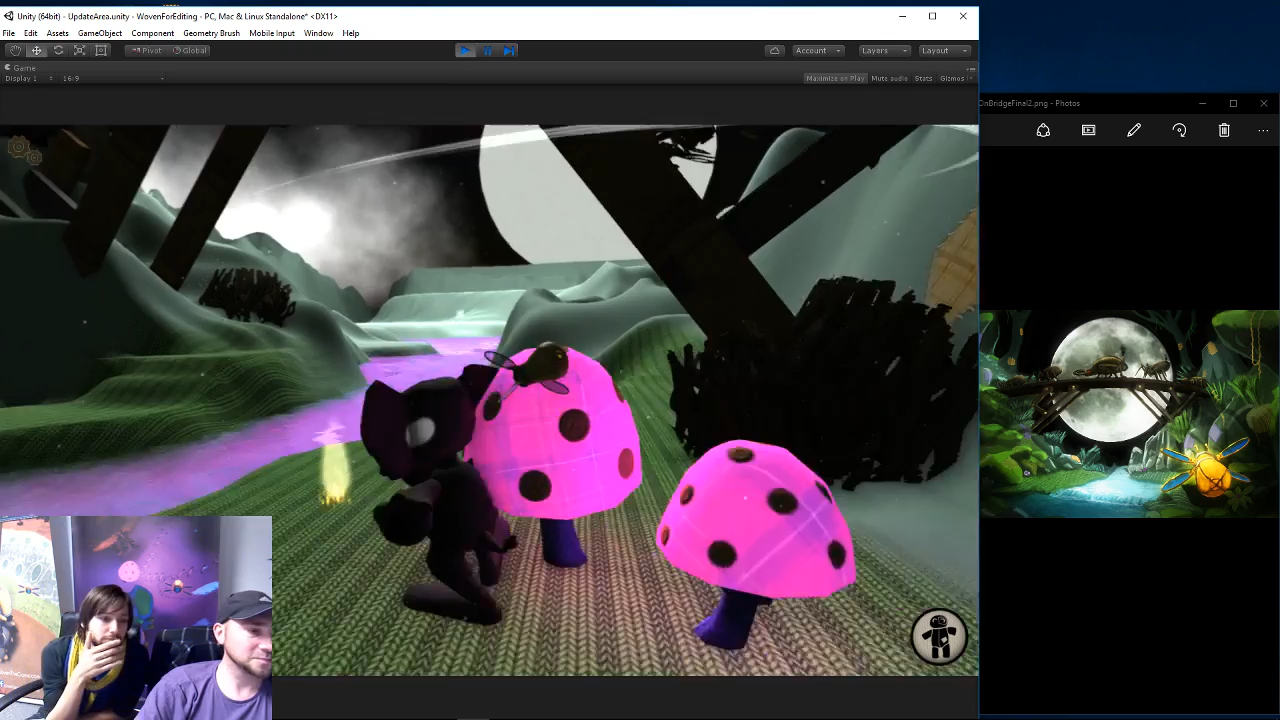 Unity (64bit) - UpdateArea.unity - WovenForEditing - PC, Mac & Linux Standalone* <DX11>
File Edit Assets GameObject Component Geometry Brush Mobile Input Window Help
Pivot Global Account Layers Layout
Game
Display 1 16:9 Maximize on Play Mute audio Stats Gizmos
OnBridgeFinal2.png - Photos